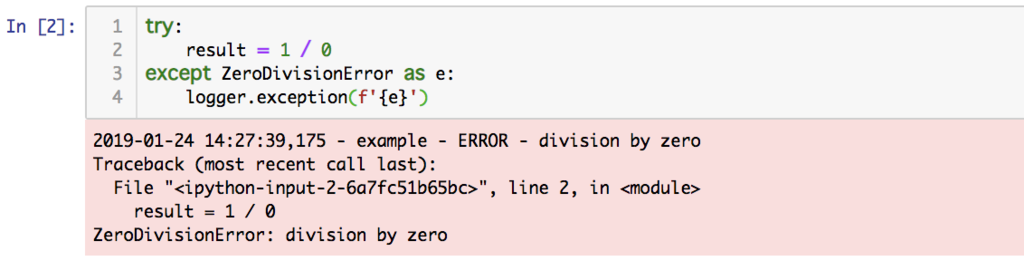 In [2]:
1 try:
2     result = 1 / 0
3 except ZeroDivisionError as e:
4     logger.exception(f'{e}')
2019-01-24 14:27:39,175 - example - ERROR - division by zero
Traceback (most recent call last):
  File "<ipython-input-2-6a7fc51b65bc>", line 2, in <module>
    result = 1 / 0
ZeroDivisionError: division by zero